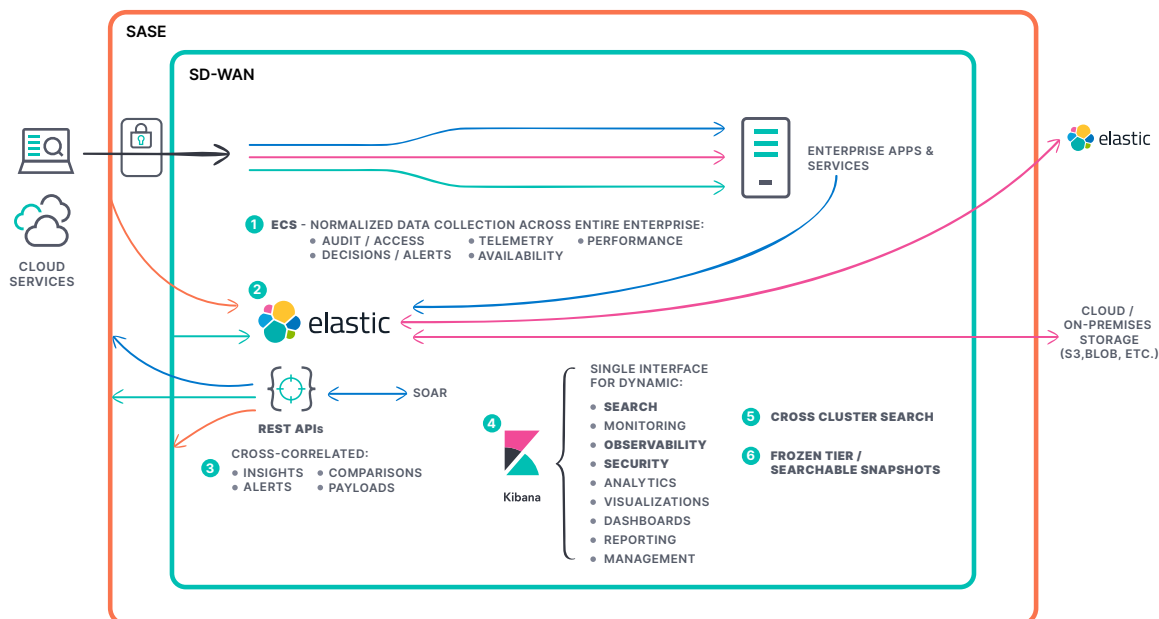 SASE
SD-WAN
elastic
ENTERPRISE APPS &
SERVICES
CLOUD
SERVICES
1 ECS - NORMALIZED DATA COLLECTION ACROSS ENTIRE ENTERPRISE:
• AUDIT / ACCESS • TELEMETRY • PERFORMANCE
• DECISIONS / ALERTS • AVAILABILITY
2
elastic
CLOUD /
ON-PREMISES
STORAGE
(S3,BLOB, ETC.)
SOAR
REST APIs
3 CROSS-CORRELATED:
• INSIGHTS • COMPARISONS
• ALERTS • PAYLOADS
4
Kibana
SINGLE INTERFACE
FOR DYNAMIC:
• SEARCH
• MONITORING
• OBSERVABILITY
• SECURITY
• ANALYTICS
• VISUALIZATIONS
• DASHBOARDS
• REPORTING
• MANAGEMENT
5 CROSS CLUSTER SEARCH
6 FROZEN TIER /
SEARCHABLE SNAPSHOTS